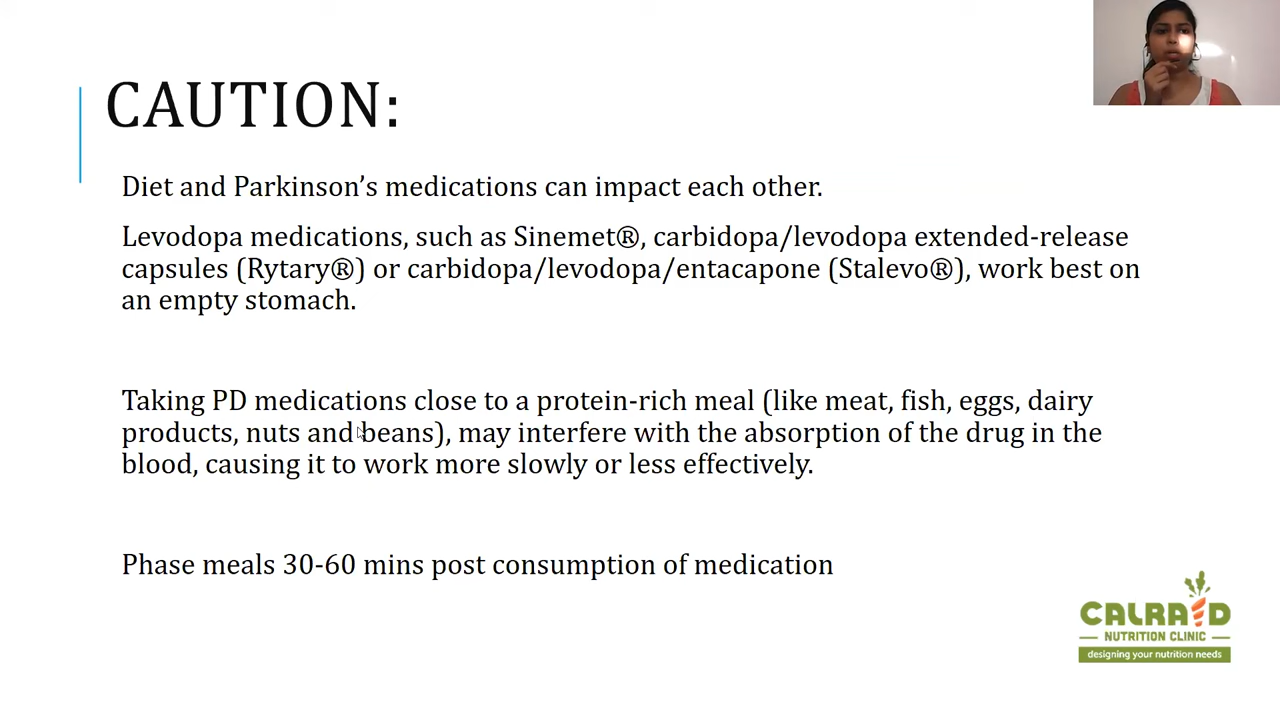 CAUTION:
Diet and Parkinson’s medications can impact each other.
Levodopa medications, such as Sinemet®, carbidopa/levodopa extended-release
capsules (Rytary®) or carbidopa/levodopa/entacapone (Stalevo®), work best on
an empty stomach.
Taking PD medications close to a protein-rich meal (like meat, fish, eggs, dairy
products, nuts and beans), may interfere with the absorption of the drug in the
blood, causing it to work more slowly or less effectively.
Phase meals 30-60 mins post consumption of medication
CALRAID
NUTRITION CLINIC
designing your nutrition needs